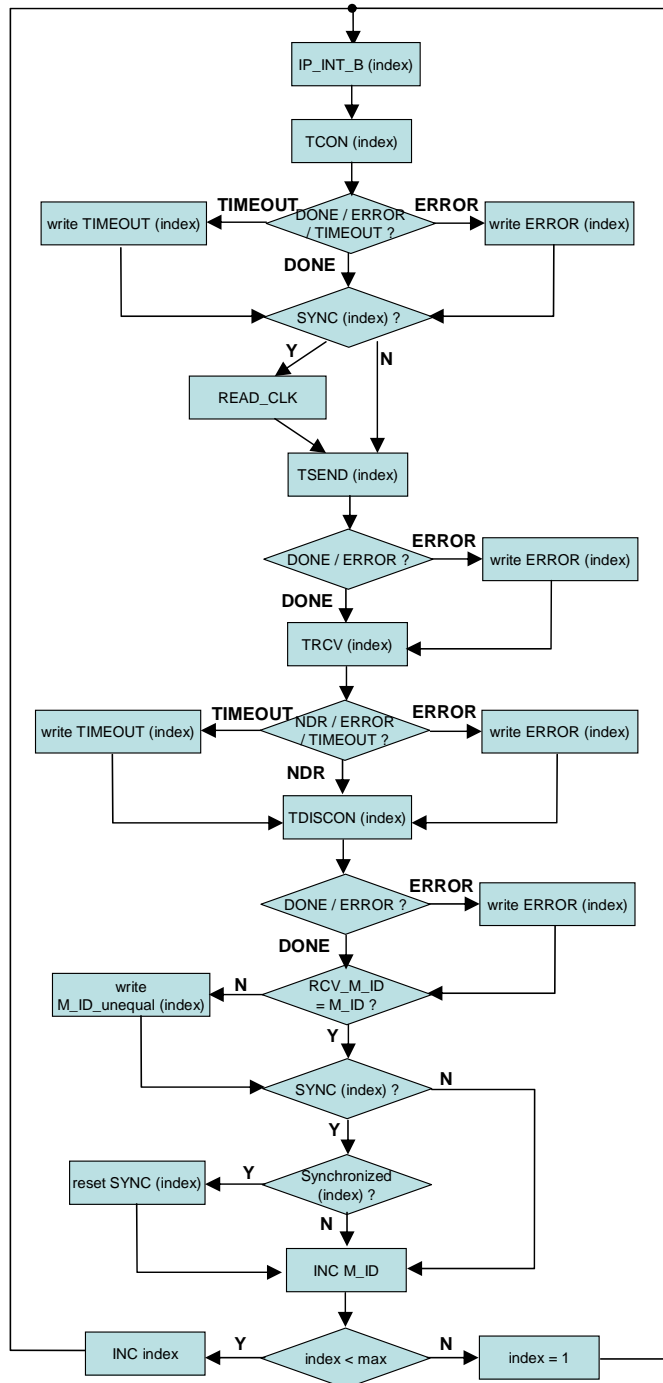 IP_INT_B (index)
TCON (index)
TIMEOUT
ERROR
write TIMEOUT (index)
DONE / ERROR
/ TIMEOUT ?
write ERROR (index)
DONE
SYNC (index) ?
Y
N
READ_CLK
TSEND (index)
ERROR
DONE / ERROR ?
write ERROR (index)
DONE
TRCV (index)
TIMEOUT
ERROR
write TIMEOUT (index)
NDR / ERROR
/ TIMEOUT ?
write ERROR (index)
NDR
TDISCON (index)
ERROR
DONE / ERROR ?
write ERROR (index)
DONE
write
M_ID_unequal (index)
N
RCV_M_ID
= M_ID ?
Y
SYNC (index) ?
N
Y
reset SYNC (index)
Y
Synchronized
(index) ?
N
INC M_ID
INC index
Y
index < max
N
index = 1